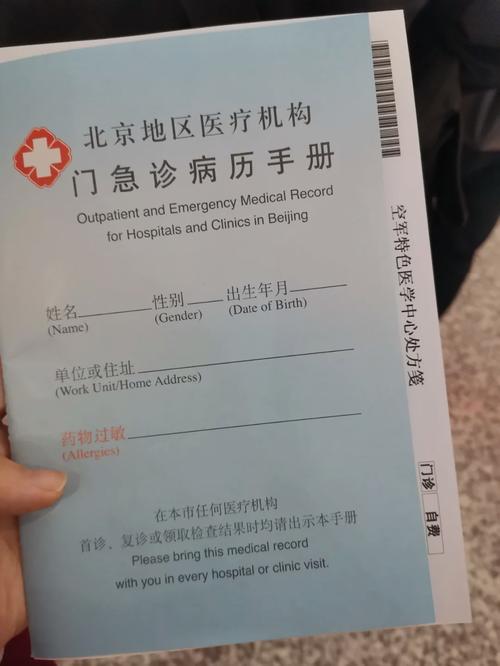 北京地区医疗机构
门急诊病历手册
Outpatient and Emergency Medical Record
for Hospitals and Clinics in Beijing
姓名 性别 出生年月
(Name) (Gender) (Date of Birth)
单位或住址
(Work Unit/Home Address)
药物过敏
(Allergies)
在本市任何医疗机构
首诊、复诊或领取检查结果时均请出示本手册
Please bring this medical record
with you in every hospital or clinic visit.
空军特色医学中心处方笺
门诊 自费